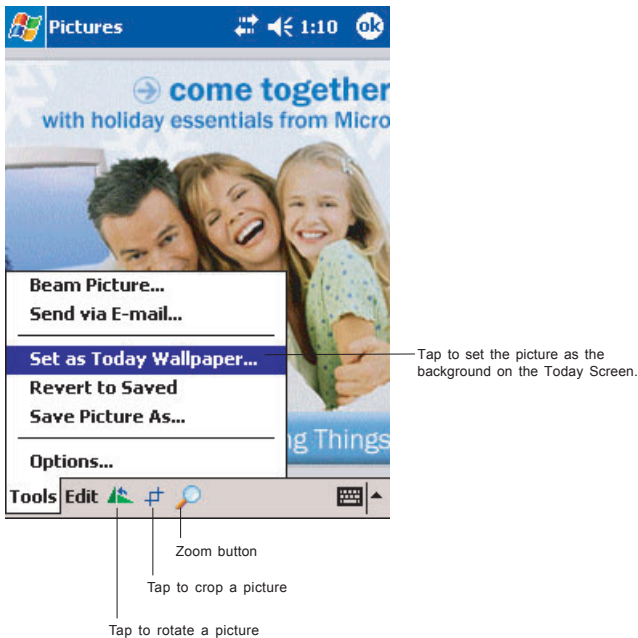 Pictures 1:10 ok
come together
with holiday essentials from Micro
Beam Picture...
Send via E-mail...
Set as Today Wallpaper...
Revert to Saved
Save Picture As...
Options...
ng Things
Tools Edit
Tap to set the picture as the
background on the Today Screen.
Zoom button
Tap to crop a picture
Tap to rotate a picture